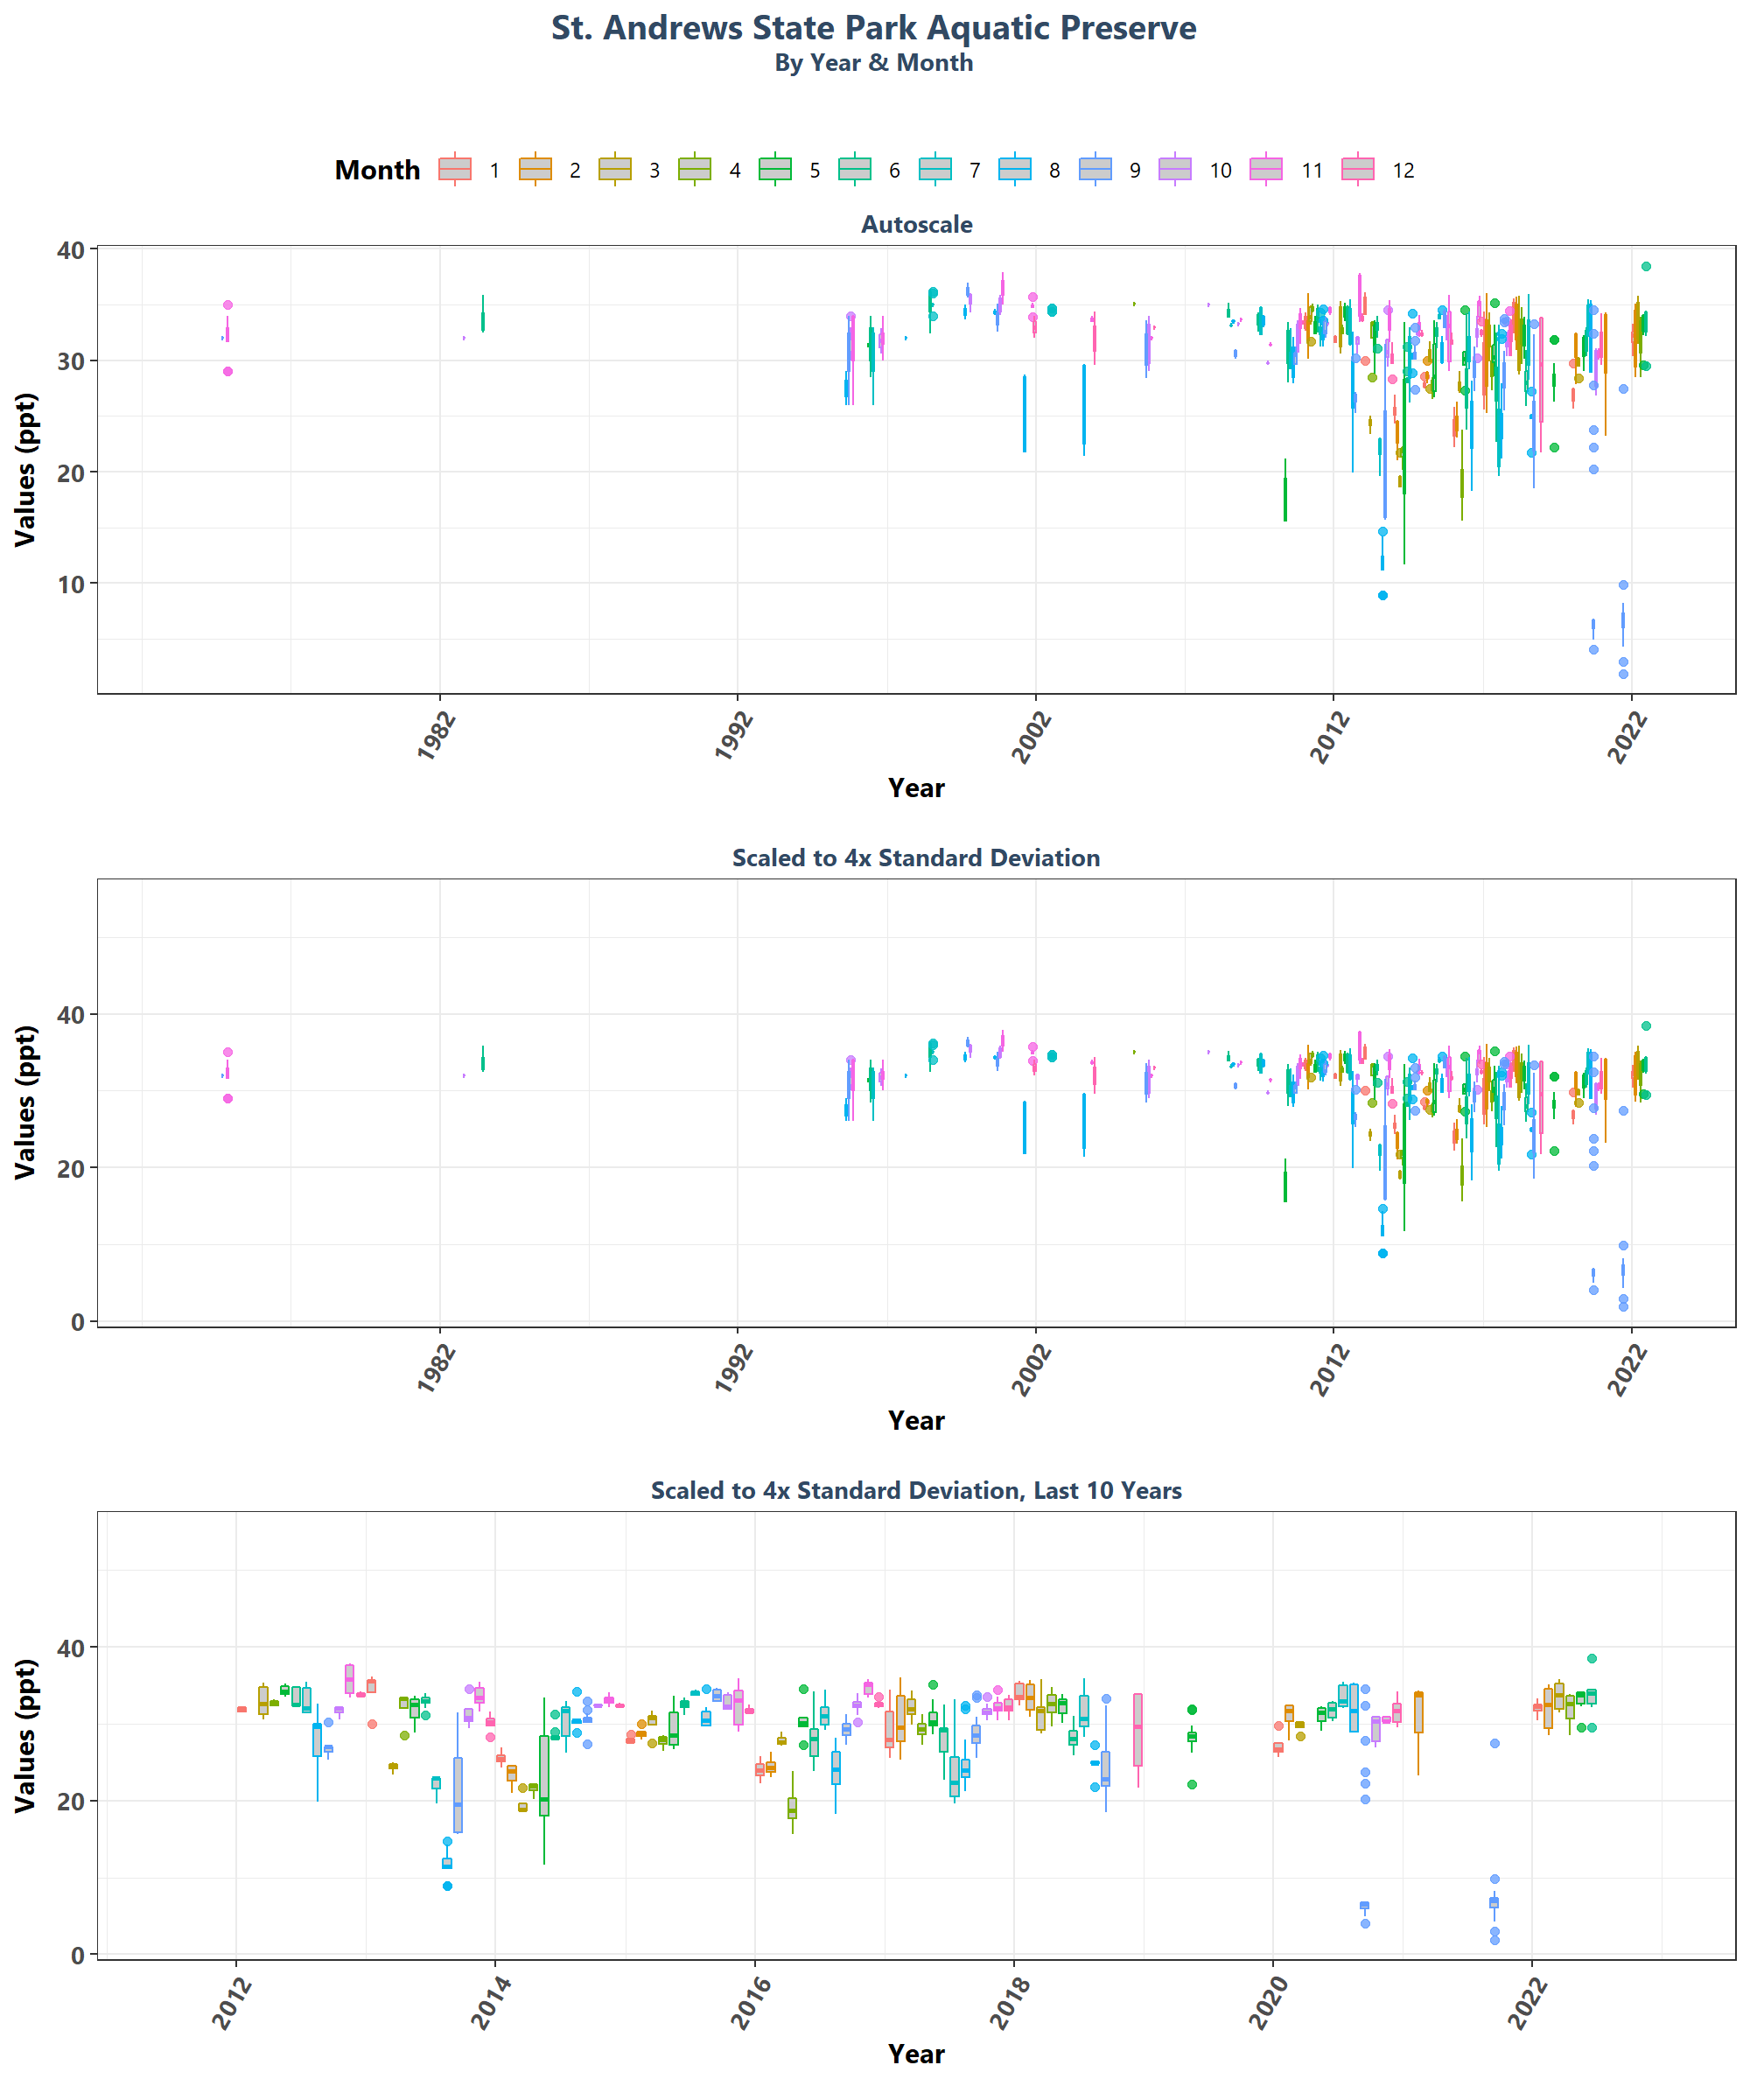 St. Andrews State Park Aquatic Preserve
By Year & Month
Month 1 2 3 4 5 6 7 8 9 10 11 12
Autoscale
Values (ppt)
40
30
20
10
1982 1992 2002 2012 2022
Year
Scaled to 4x Standard Deviation
Values (ppt)
40
20
0
1982 1992 2002 2012 2022
Year
Scaled to 4x Standard Deviation, Last 10 Years
Values (ppt)
40
20
0
2012 2014 2016 2018 2020 2022
Year